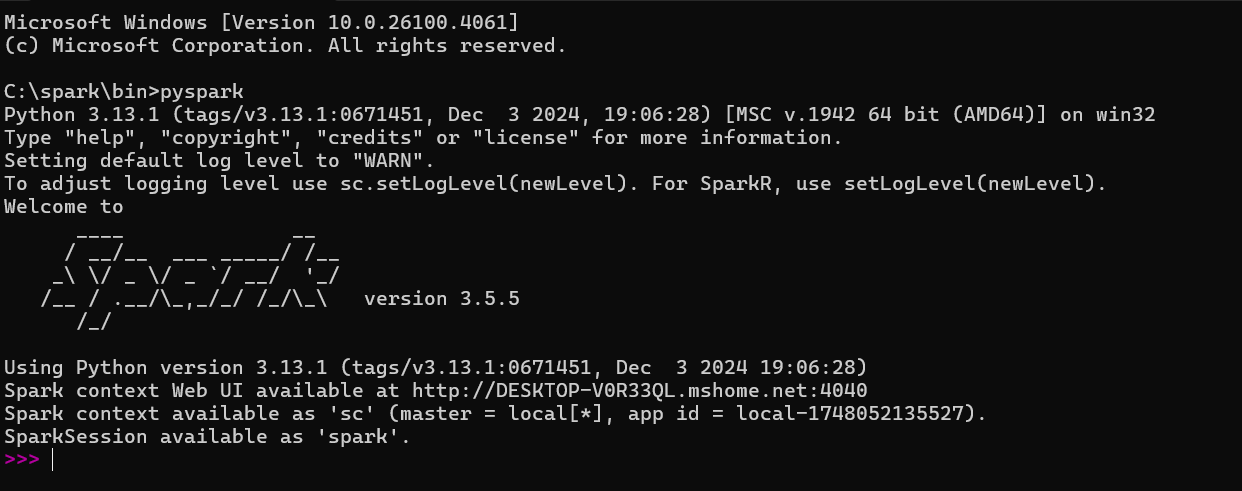 Microsoft Windows [Version 10.0.26100.4061]
(c) Microsoft Corporation. All rights reserved.
C:\spark\bin>pyspark
Python 3.13.1 (tags/v3.13.1:0671451, Dec  3 2024, 19:06:28) [MSC v.1942 64 bit (AMD64)] on win32
Type "help", "copyright", "credits" or "license" for more information.
Setting default log level to "WARN".
To adjust logging level use sc.setLogLevel(newLevel). For SparkR, use setLogLevel(newLevel).
Welcome to
      ____              __
     / __/__  ___ _____/ /__
    _\ \/ _ \/ _ `/ __/  '_/
   /__ / .__/\_,_/_/ /_/\_\   version 3.5.5
      /_/
Using Python version 3.13.1 (tags/v3.13.1:0671451, Dec  3 2024 19:06:28)
Spark context Web UI available at http://DESKTOP-V0R33QL.mshome.net:4040
Spark context available as 'sc' (master = local[*], app id = local-1748052135527).
SparkSession available as 'spark'.
>>>